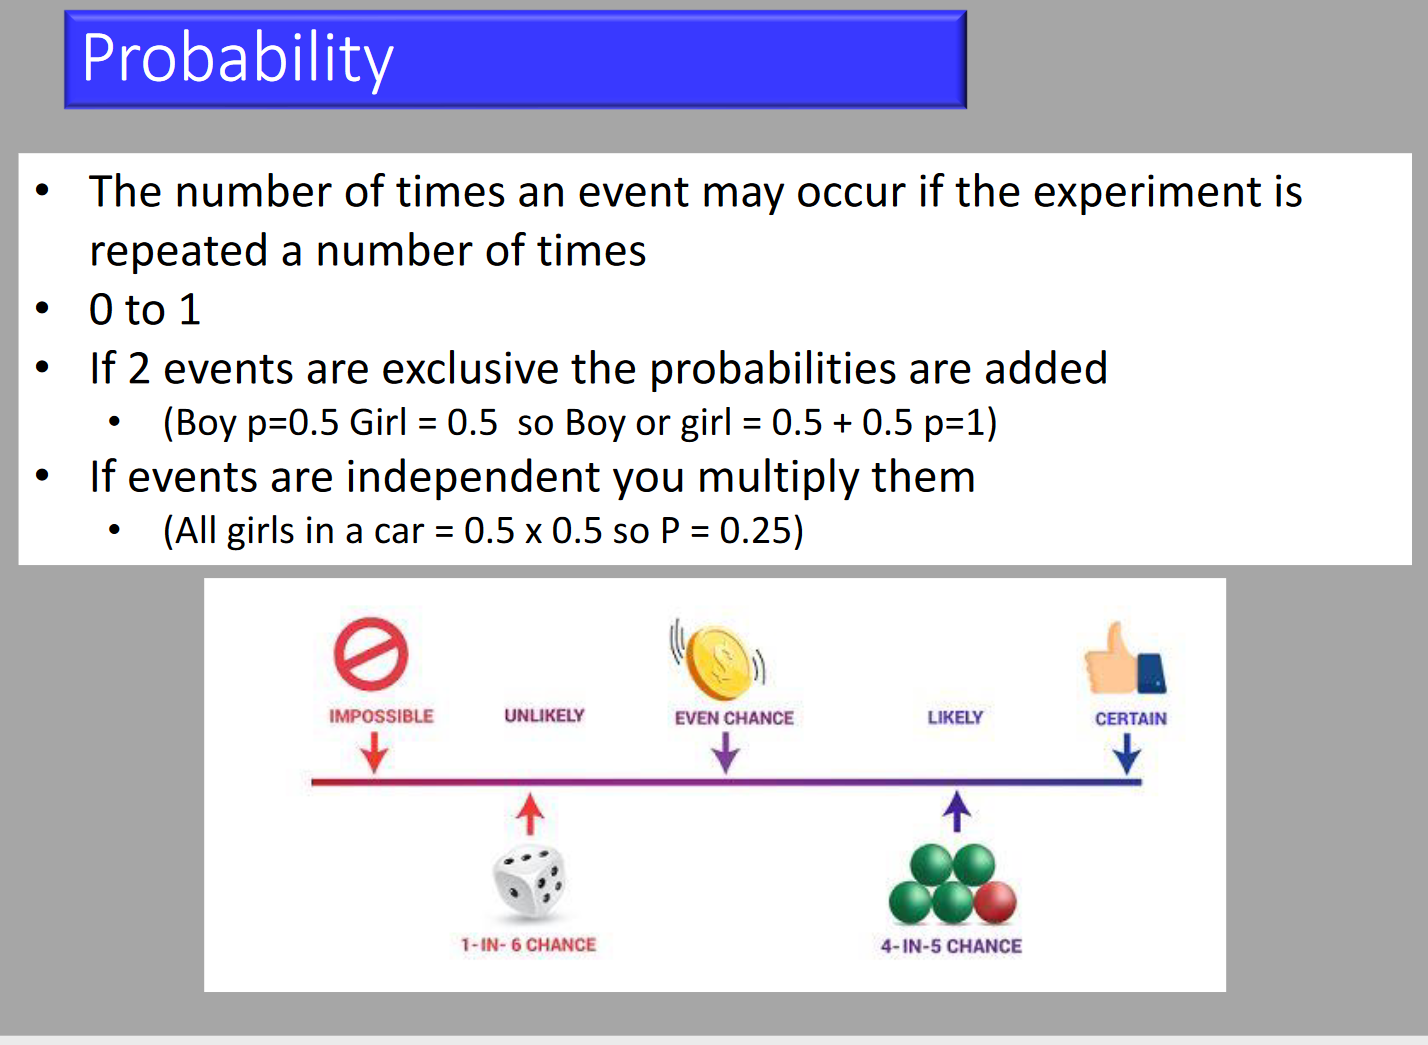 Probability
• The number of times an event may occur if the experiment is
repeated a number of times
• 0 to 1
• If 2 events are exclusive the probabilities are added
• (Boy p=0.5 Girl = 0.5  so Boy or girl = 0.5 + 0.5 p=1)
• If events are independent you multiply them
• (All girls in a car = 0.5 x 0.5 so P = 0.25)
IMPOSSIBLE
UNLIKELY
EVEN CHANCE
LIKELY
CERTAIN
1-IN- 6 CHANCE
4-IN-5 CHANCE